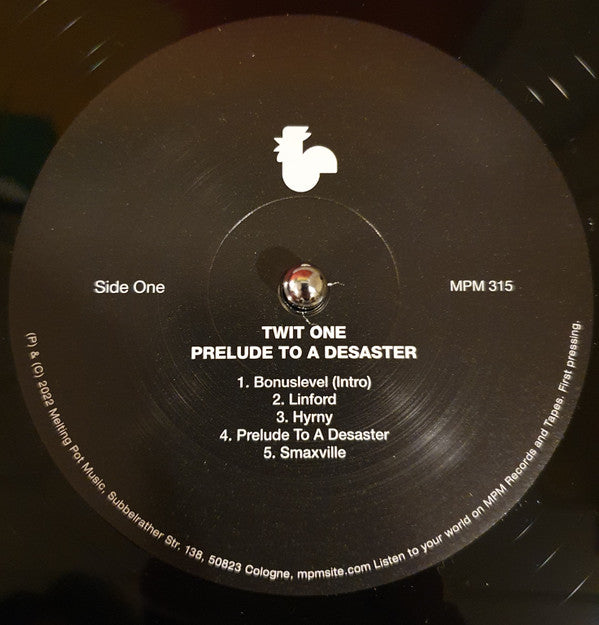 Side One
MPM 315
TWIT ONE
PRELUDE TO A DESASTER
1. Bonuslevel (Intro)
2. Linford
3. Hyrny
4. Prelude To A Desaster
5. Smaxville
(P) & (C) 2022 Melting Pot Music, Subbelrather Str. 138, 50823 Cologne, mpmsite.com Listen to your world on MPM Records and Tapes. First pressing.